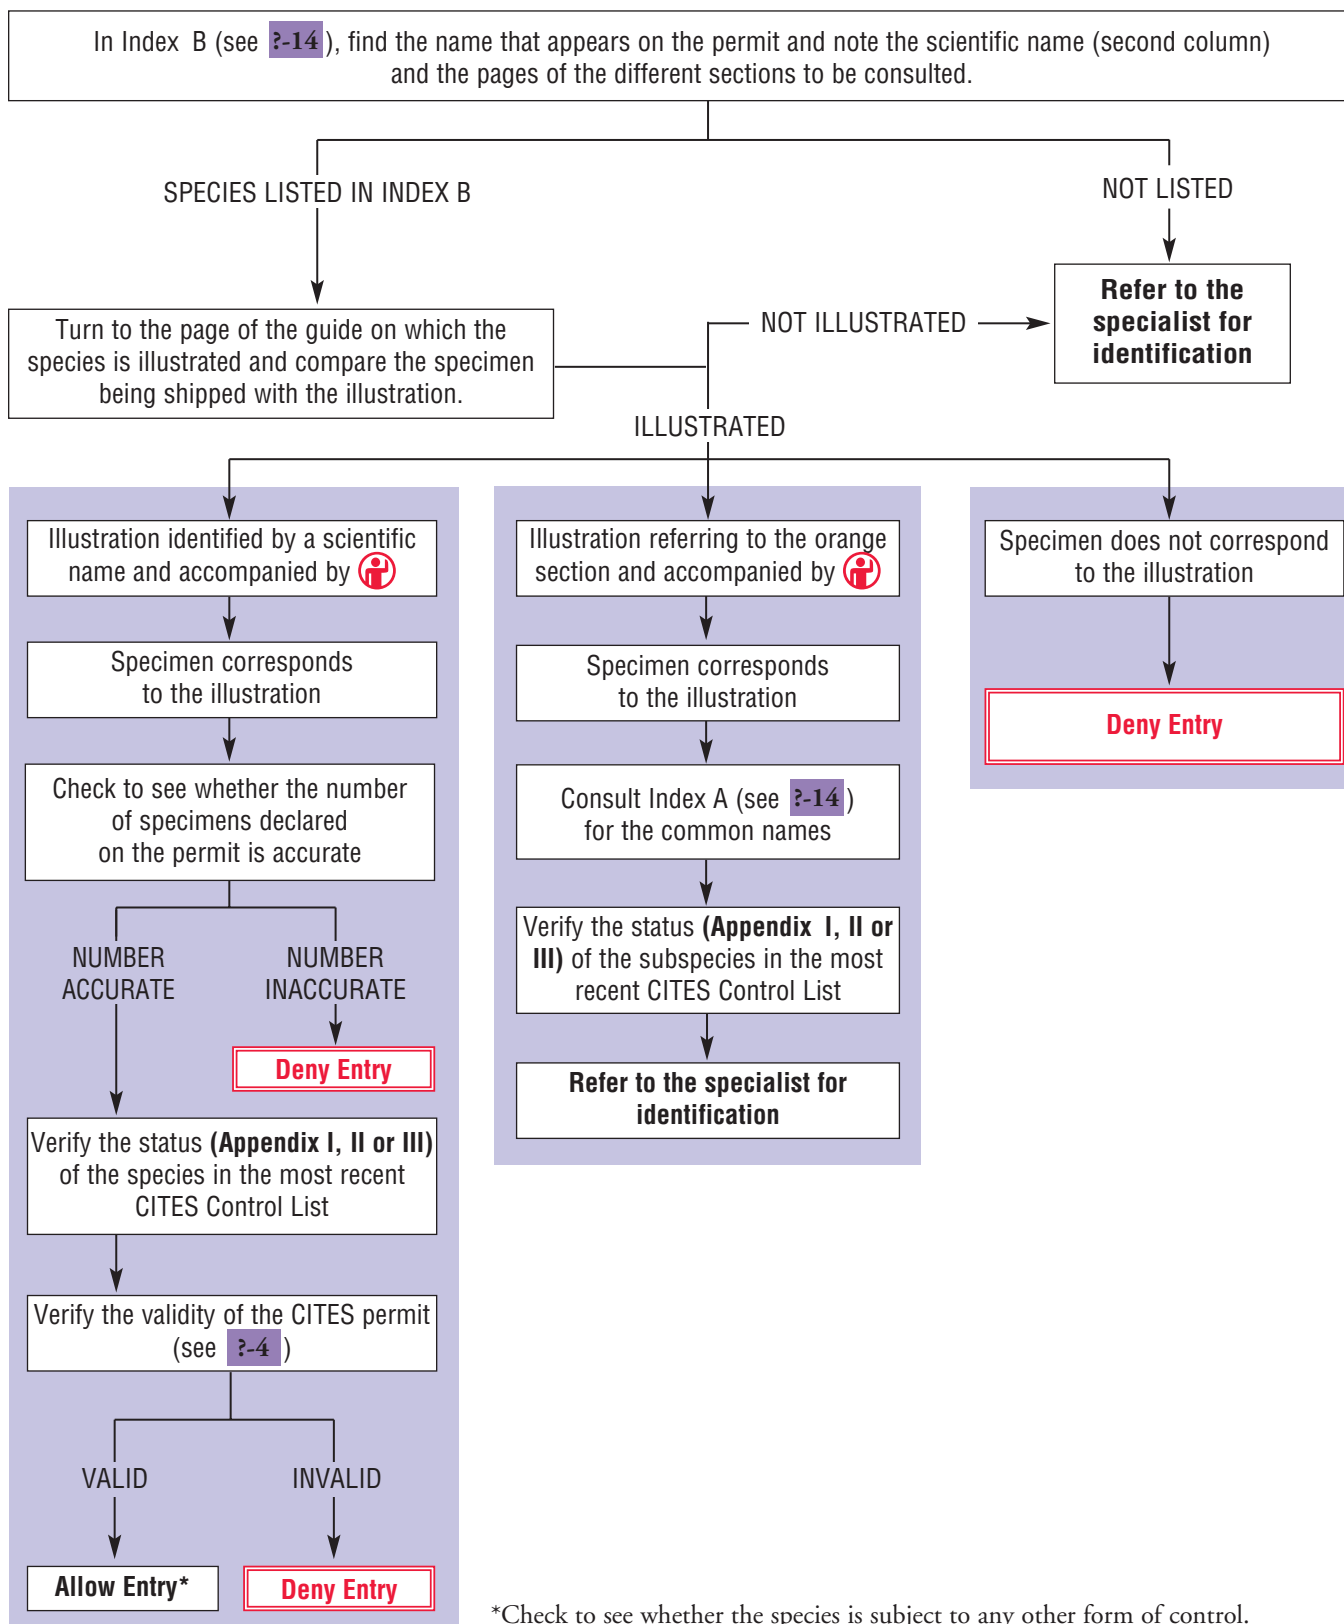 In Index B (see ?-14), find the name that appears on the permit and note the scientific name (second column)
and the pages of the different sections to be consulted.
SPECIES LISTED IN INDEX B
NOT LISTED
Turn to the page of the guide on which the
species is illustrated and compare the specimen
being shipped with the illustration.
NOT ILLUSTRATED
Refer to the
specialist for
identification
ILLUSTRATED
Illustration identified by a scientific
name and accompanied by
Specimen corresponds
to the illustration
Check to see whether the number
of specimens declared
on the permit is accurate
NUMBER
ACCURATE
NUMBER
INACCURATE
Deny Entry
Verify the status (Appendix I, II or III)
of the species in the most recent
CITES Control List
Verify the validity of the CITES permit
(see ?-4)
VALID
INVALID
Allow Entry*
Deny Entry
Illustration referring to the orange
section and accompanied by
Specimen corresponds
to the illustration
Consult Index A (see ?-14)
for the common names
Verify the status (Appendix I, II or
III) of the subspecies in the most
recent CITES Control List
Refer to the specialist for
identification
Specimen does not correspond
to the illustration
Deny Entry
*Check to see whether the species is subject to any other form of control.